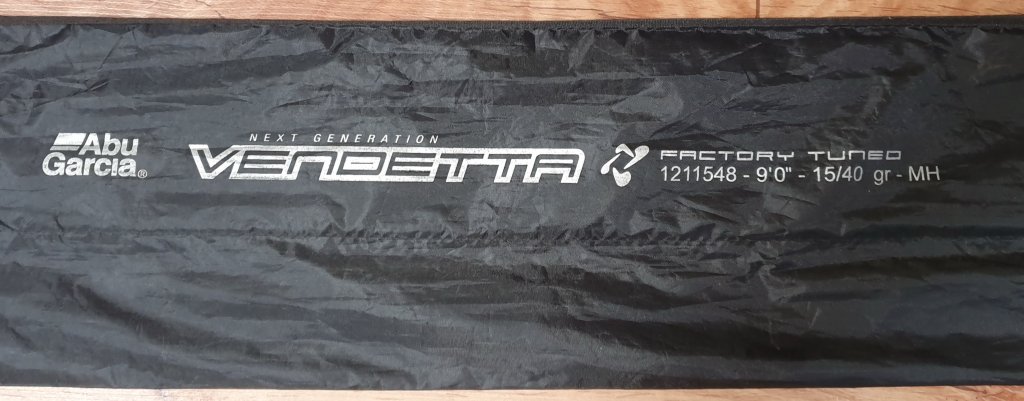 Abu
Garcia®
NEXT GENERATION
VENDETTA
FACTORY TUNED
1211548 - 9'0" - 15/40 gr - MH